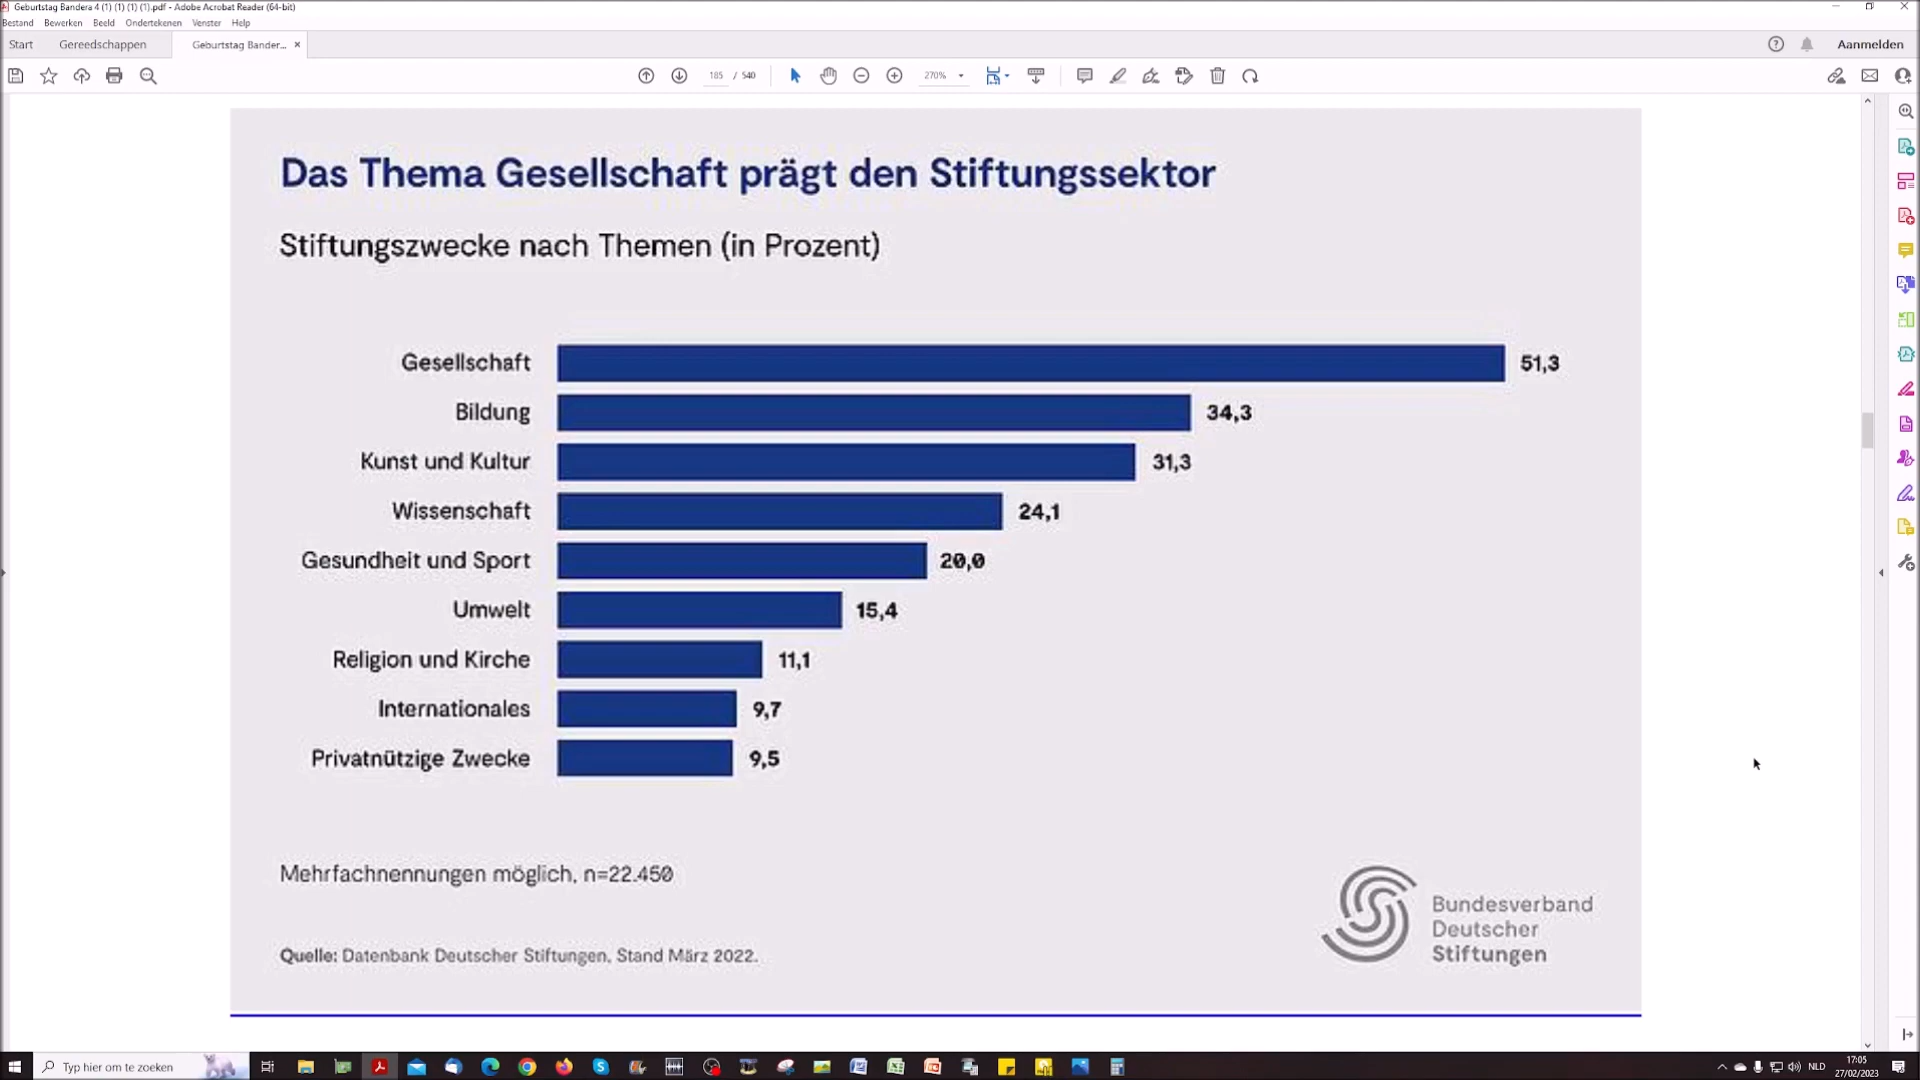 Geburtstag Bandera 4 (1) (1) (1) (1).pdf - Adobe Acrobat Reader (64-bit)
Bestand Bewerken Beeld Ondertekenen Venster Help
Start Gereedschappen Geburtstag Bander... × Aanmelden
185 / 540 270%
Das Thema Gesellschaft prägt den Stiftungssektor
Stiftungszwecke nach Themen (in Prozent)
Gesellschaft 51,3
Bildung 34,3
Kunst und Kultur 31,3
Wissenschaft 24,1
Gesundheit und Sport 20,0
Umwelt 15,4
Religion und Kirche 11,1
Internationales 9,7
Privatnützige Zwecke 9,5
Mehrfachnennungen möglich, n=22.450
Bundesverband
Deutscher
Stiftungen
Quelle: Datenbank Deutscher Stiftungen, Stand März 2022.
Typ hier om te zoeken
NLD
17:05
27/02/2023